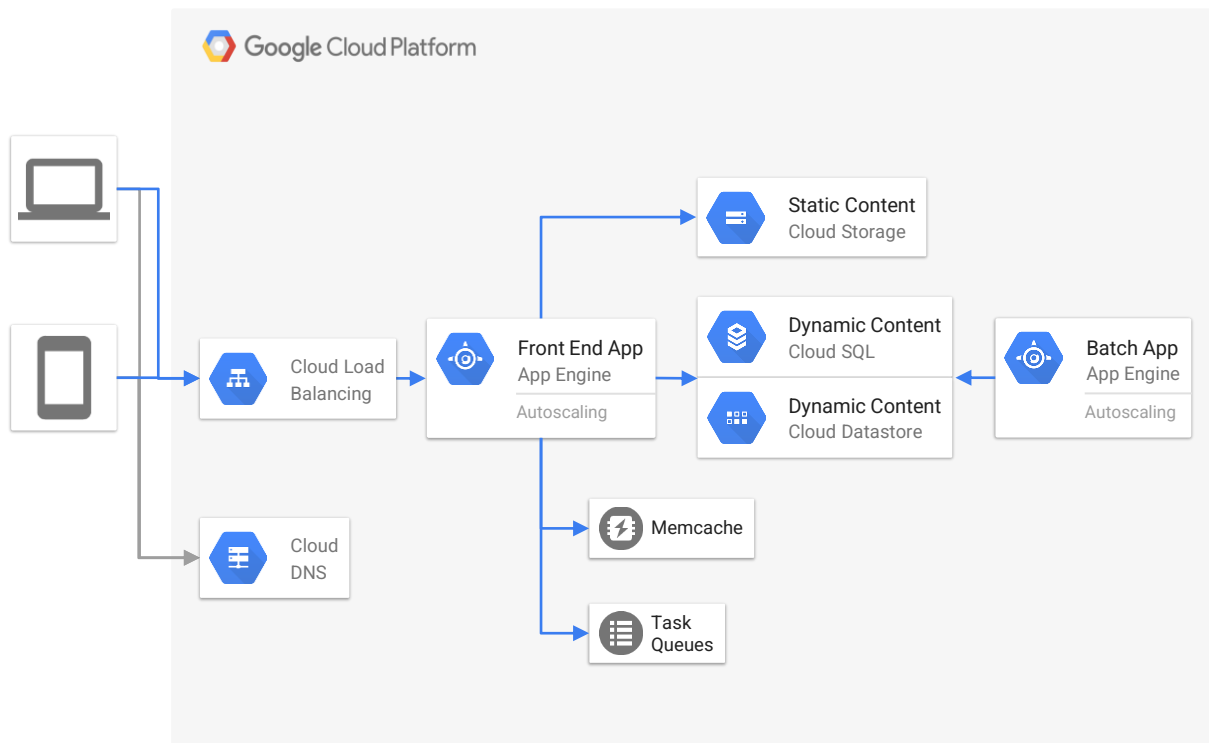 Google Cloud Platform
Static Content
Cloud Storage
Cloud Load
Balancing
Front End App
App Engine
Autoscaling
Dynamic Content
Cloud SQL
Dynamic Content
Cloud Datastore
Batch App
App Engine
Autoscaling
Memcache
Cloud
DNS
Task
Queues